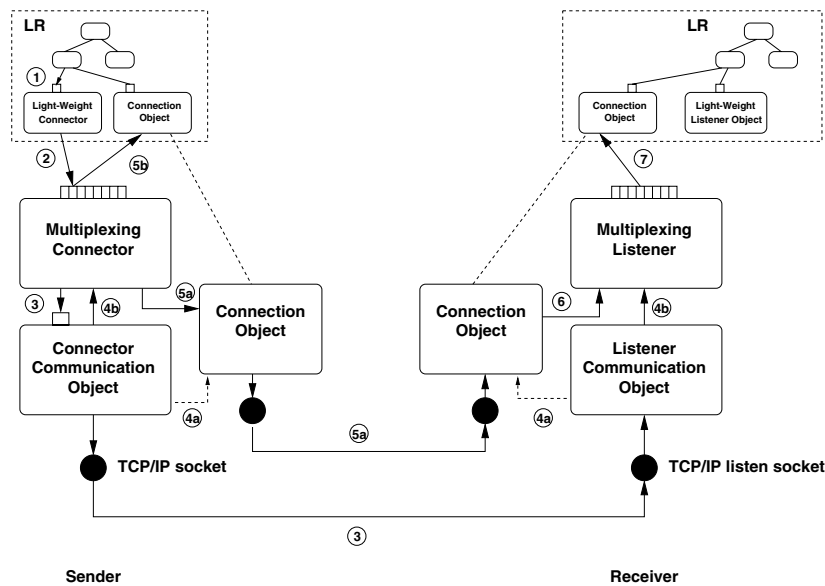 LR
LR
1
Light-Weight
Connector
Connection
Object
Connection
Object
Light-Weight
Listener Object
2
5b
7
Multiplexing
Connector
Multiplexing
Listener
3
4b
5a
Connection
Object
Connection
Object
6
4b
Connector
Communication
Object
Listener
Communication
Object
4a
4a
5a
TCP/IP socket
TCP/IP listen socket
3
Sender
Receiver